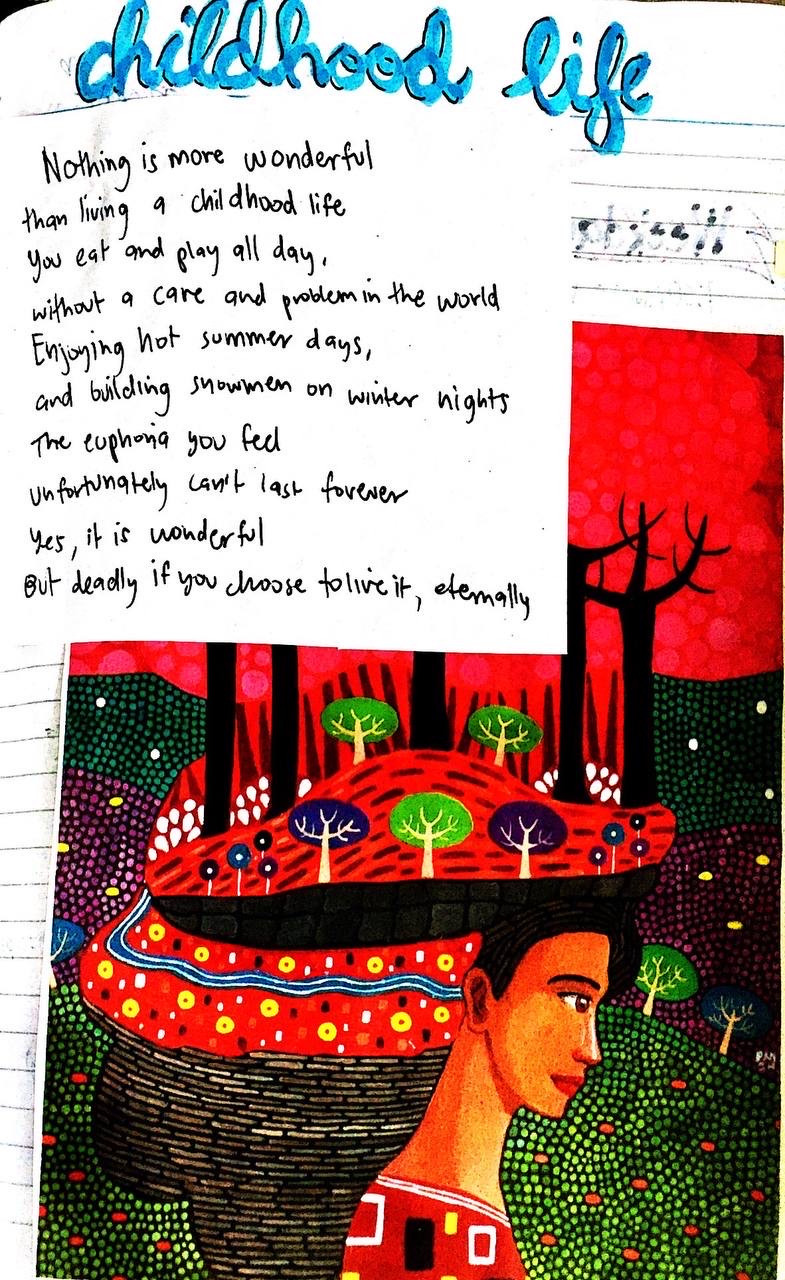 childhood life
Nothing is more wonderful
than living a childhood life
you eat and play all day,
without a care and problem in the world
Enjoying hot summer days,
and building snowmen on winter nights
The euphoria you feel
unfortunately can't last forever
Yes, it is wonderful
But deadly if you choose to live it, eternally